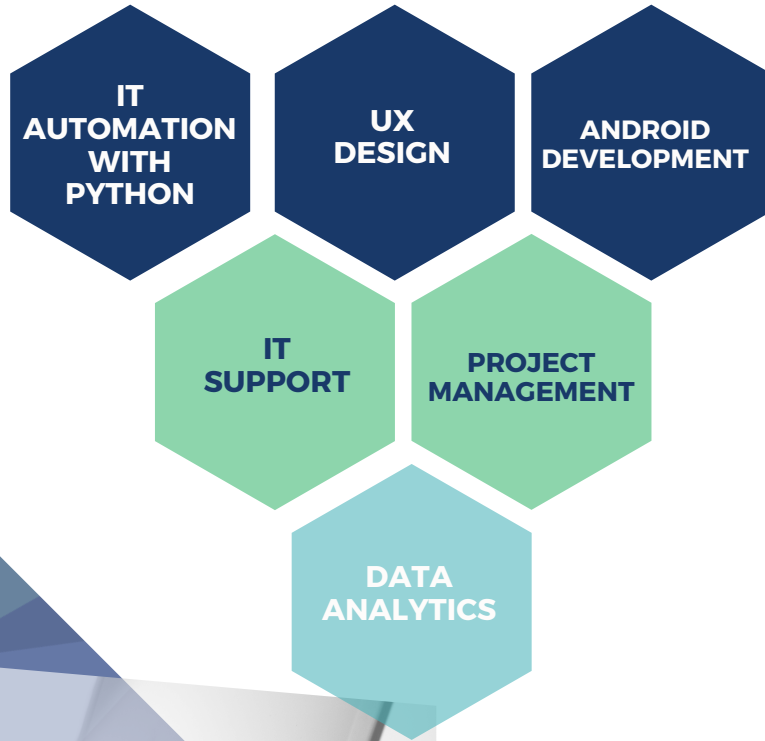 IT
AUTOMATION
WITH
PYTHON
UX
DESIGN
ANDROID
DEVELOPMENT
IT
SUPPORT
PROJECT
MANAGEMENT
DATA
ANALYTICS